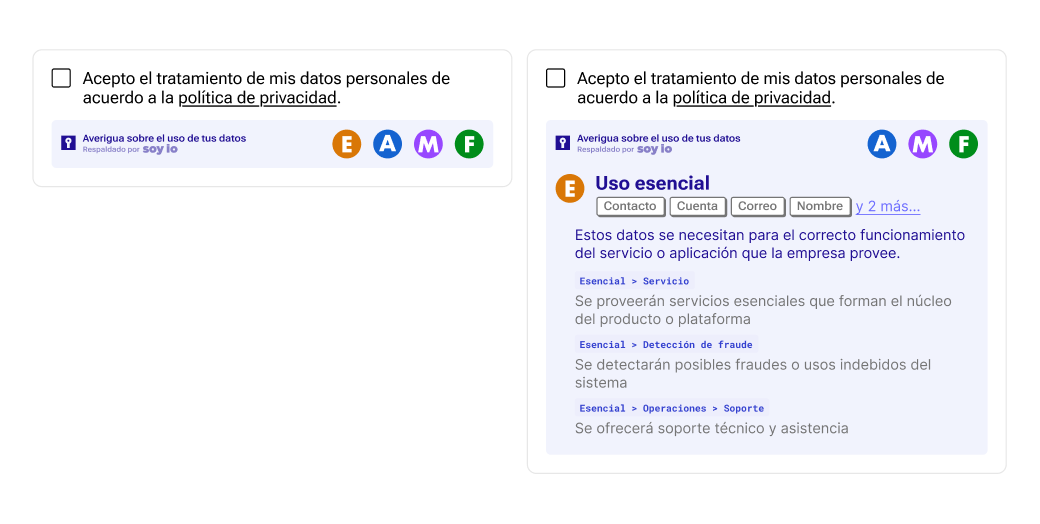 Acepto el tratamiento de mis datos personales de
acuerdo a la política de privacidad.
Averigua sobre el uso de tus datos
Respaldado por soy io
E A M F
Acepto el tratamiento de mis datos personales de
acuerdo a la política de privacidad.
Averigua sobre el uso de tus datos
Respaldado por soy io
A M F
E Uso esencial
Contacto Cuenta Correo Nombre y 2 más...
Estos datos se necesitan para el correcto funcionamiento
del servicio o aplicación que la empresa provee.
Esencial > Servicio
Se proveerán servicios esenciales que forman el núcleo
del producto o plataforma
Esencial > Detección de fraude
Se detectarán posibles fraudes o usos indebidos del
sistema
Esencial > Operaciones > Soporte
Se ofrecerá soporte técnico y asistencia